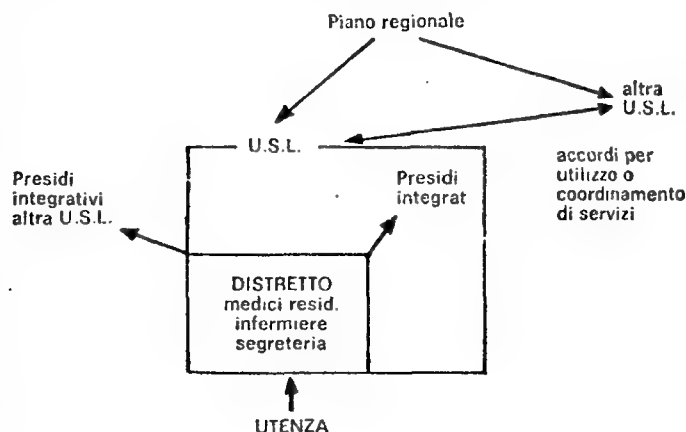 Piano regionale
altra
U.S.L.
U.S.L.
accordi per
utilizzo o
coordinamento
di servizi
Presidi
integrativi
altra U.S.L.
Presidi
integrat
DISTRETTO
medici resid.
infermiere
segreteria
UTENZA